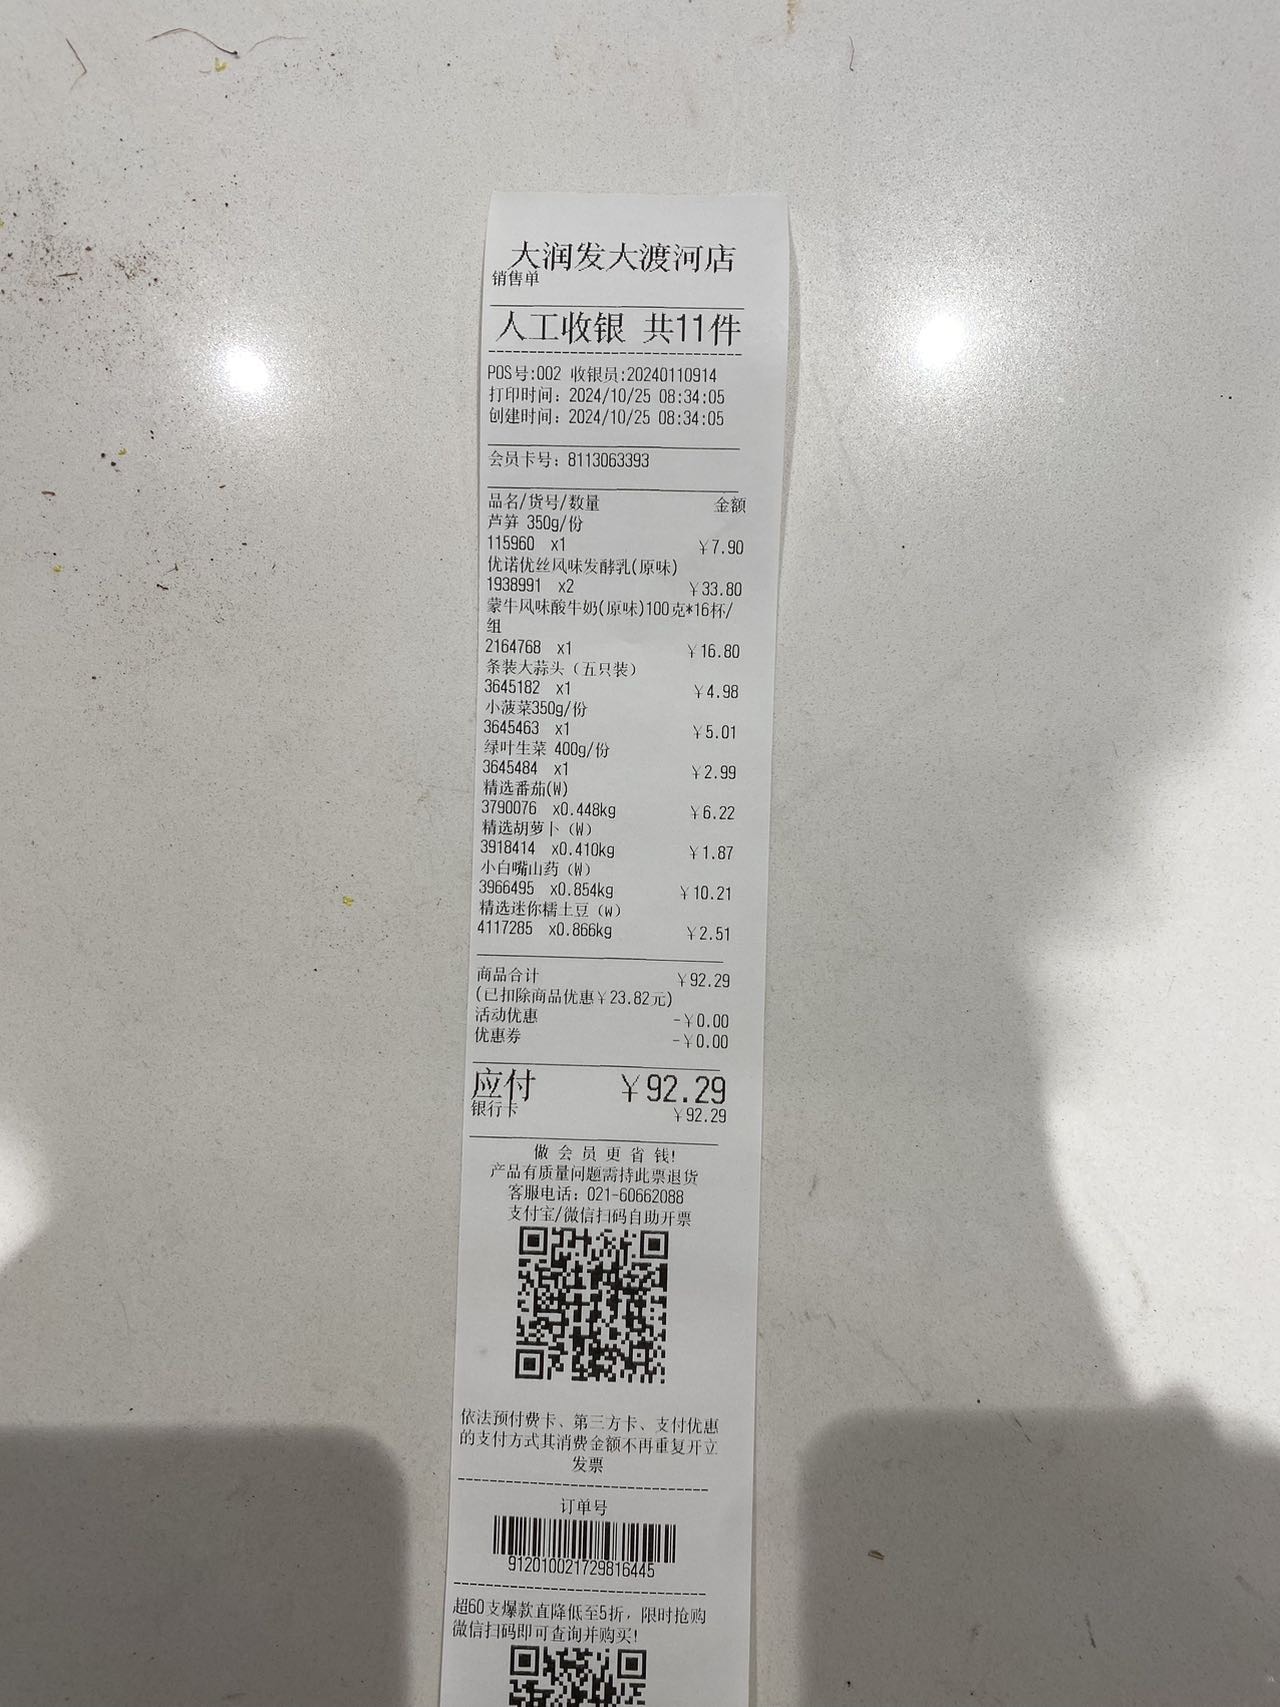 大润发大渡河店
销售单
人工收银 共11件
POS号:002 收银员:20240110914
打印时间: 2024/10/25 08:34:05
创建时间: 2024/10/25 08:34:05
会员卡号: 8113063393
品名/货号/数量 金额
芦笋 350g/份
115960 x1 ￥7.90
优诺优丝风味发酵乳(原味)
1938991 x2 ￥33.80
蒙牛风味酸牛奶(原味)100克*16杯/
组
2164768 x1 ￥16.80
条装大蒜头（五只装）
3645182 x1 ￥4.98
小菠菜350g/份
3645463 x1 ￥5.01
绿叶生菜 400g/份
3645484 x1 ￥2.99
精选番茄(W)
3790076 x0.448kg ￥6.22
精选胡萝卜（W）
3918414 x0.410kg ￥1.87
小白嘴山药（W）
3966495 x0.854kg ￥10.21
精选迷你糯土豆（W）
4117285 x0.866kg ￥2.51
商品合计 ￥92.29
(已扣除商品优惠￥23.82元)
活动优惠 -￥0.00
优惠券 -￥0.00
应付 ￥92.29
银行卡 ￥92.29
做 会 员 更 省 钱!
产品有质量问题需持此票退货
客服电话: 021-60662088
支付宝/微信扫码自助开票
依法预付费卡、第三方卡、支付优惠
的支付方式其消费金额不再重复开立
发票
订单号
912010021729816445
超60支爆款直降低至5折，限时抢购
微信扫码即可查询并购买!